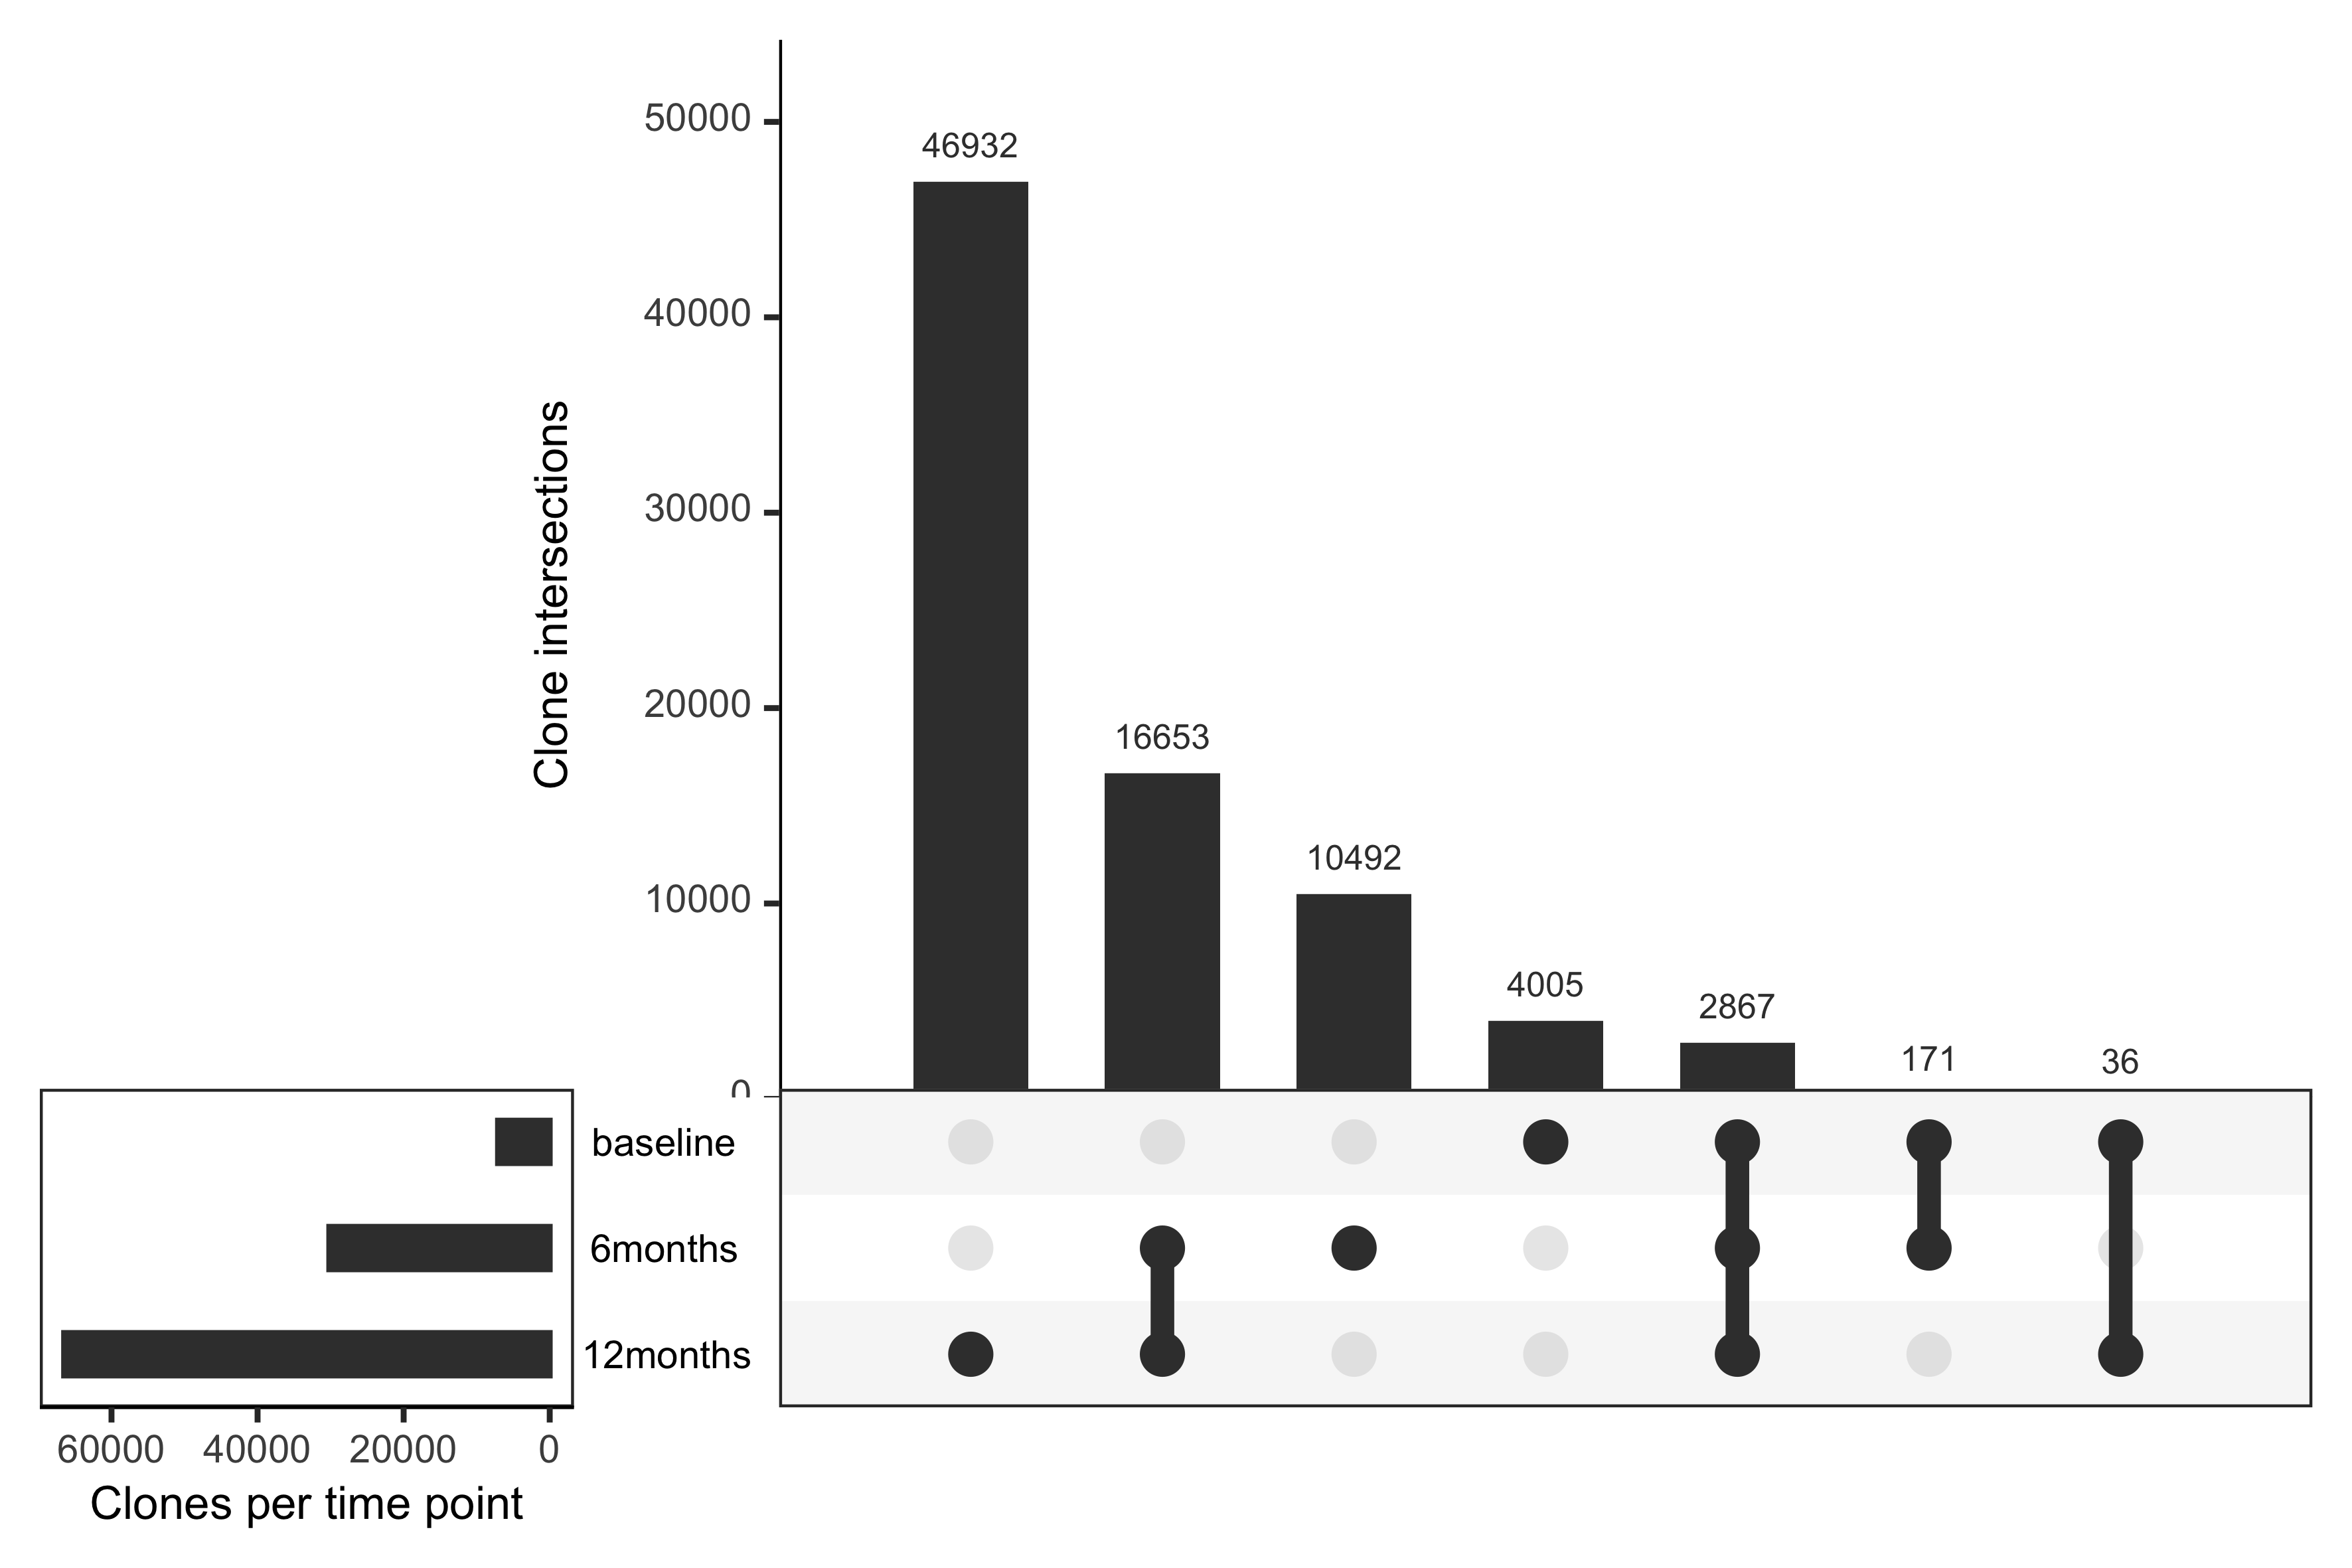 50000
46932
40000
30000
Clone intersections
20000
16653
10492
10000
4005
2867
171
36
0
baseline
6months
12months
60000 40000 20000 0
Clones per time point